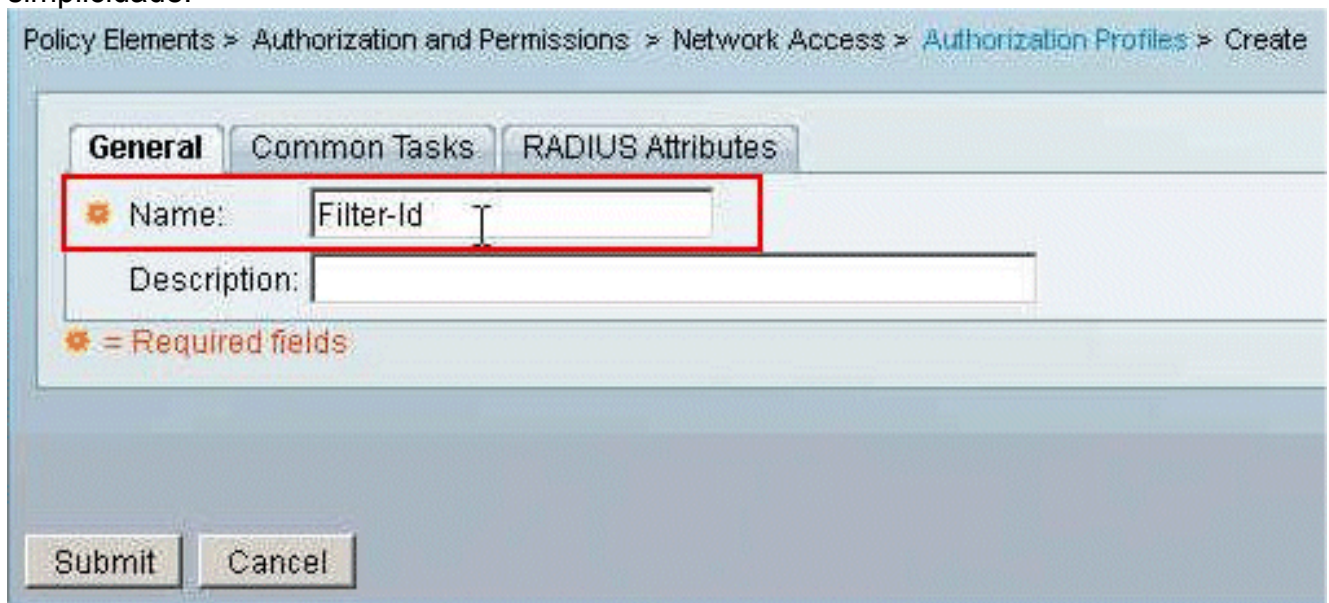 simplicidade.
Policy Elements > Authorization and Permissions > Network Access > Authorization Profiles > Create
General Common Tasks RADIUS Attributes
Name: Filter-Id
Description:
= Required fields
Submit Cancel